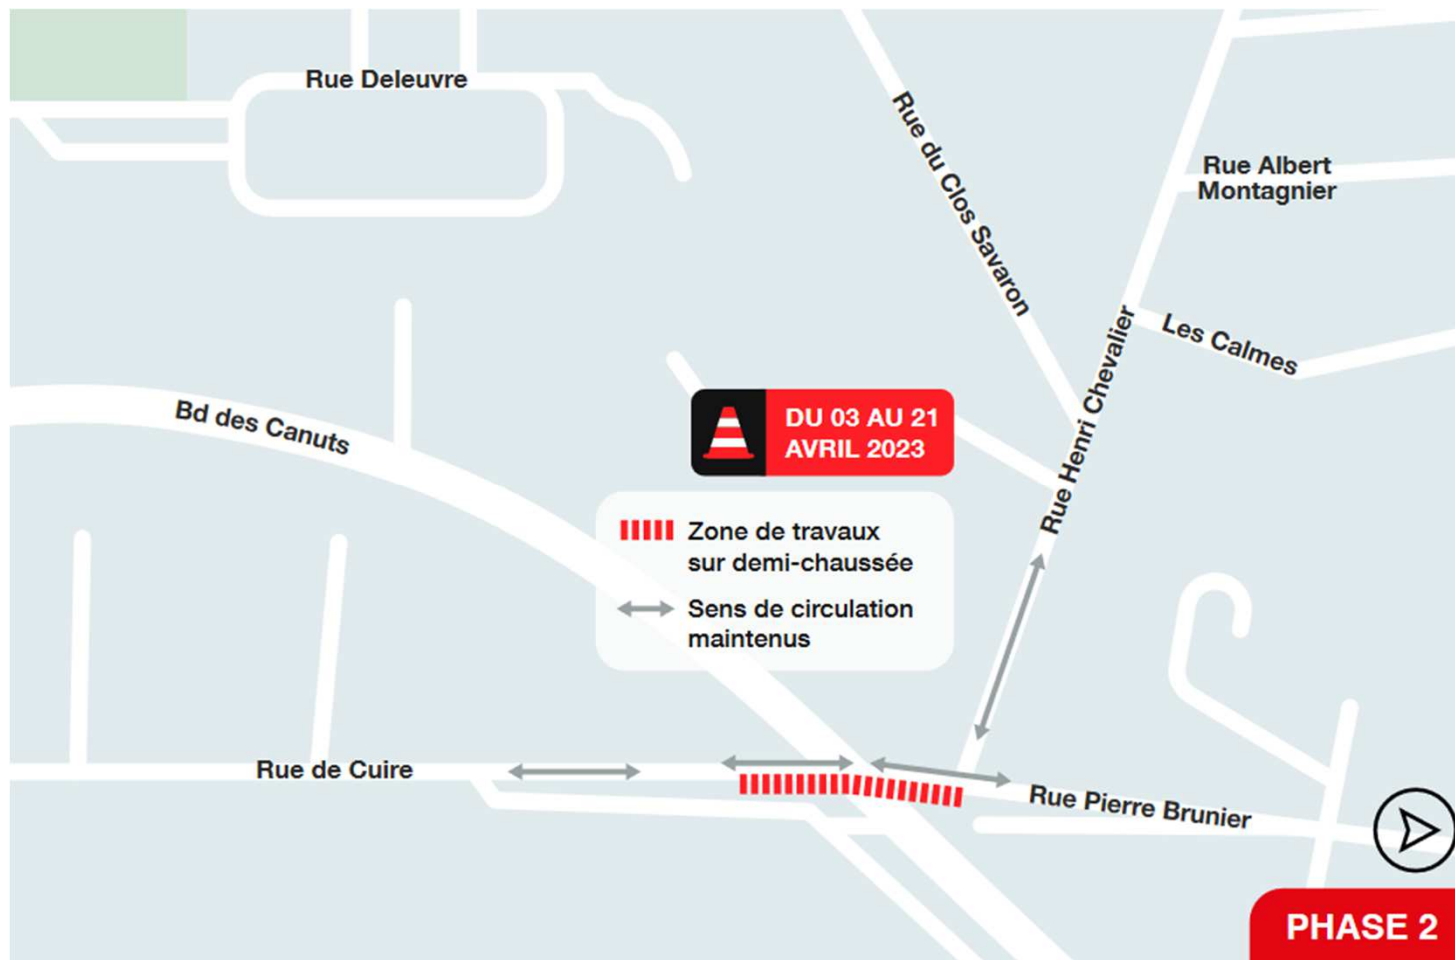 Rue Deleuvre
Rue du Clos Savaron
Rue Albert
Montagnier
Les Calmes
Rue Henri Chevalier
Bd des Canuts
DU 03 AU 21
AVRIL 2023
Zone de travaux
sur demi-chaussée
Sens de circulation
maintenus
Rue de Cuire
Rue Pierre Brunier
PHASE 2